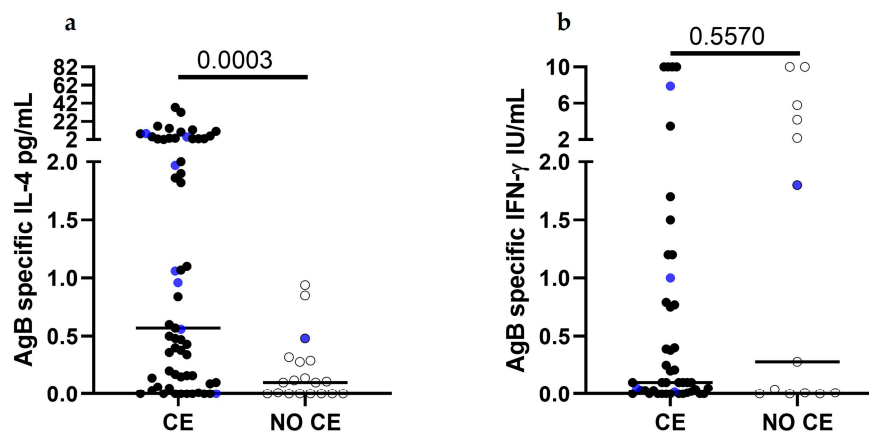 a
0.0003
82
62
42
22
2
2.0
1.5
1.0
0.5
0.0
AgB specific IL-4 pg/mL
CE
NO CE
b
0.5570
10
6
2
2.0
1.5
1.0
0.5
0.0
AgB specific IFN-γ IU/mL
CE
NO CE